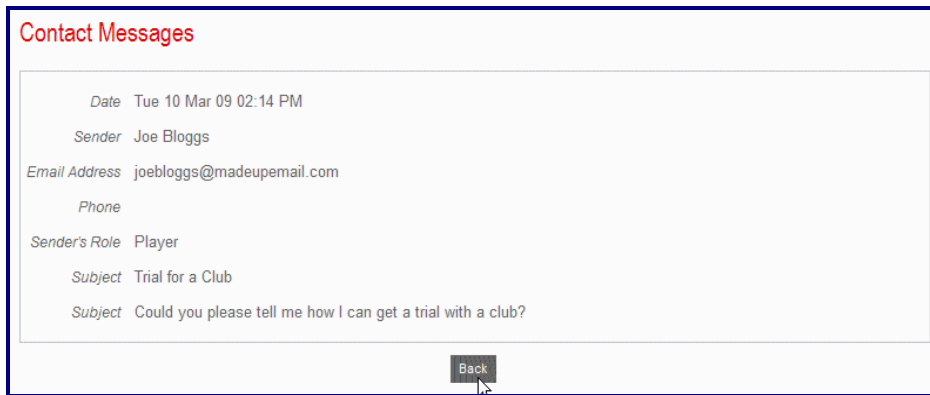 Contact Messages
Date Tue 10 Mar 09 02:14 PM
Sender Joe Bloggs
Email Address joebloggs@madeupemail.com
Phone
Sender's Role Player
Subject Trial for a Club
Subject Could you please tell me how I can get a trial with a club?
Back